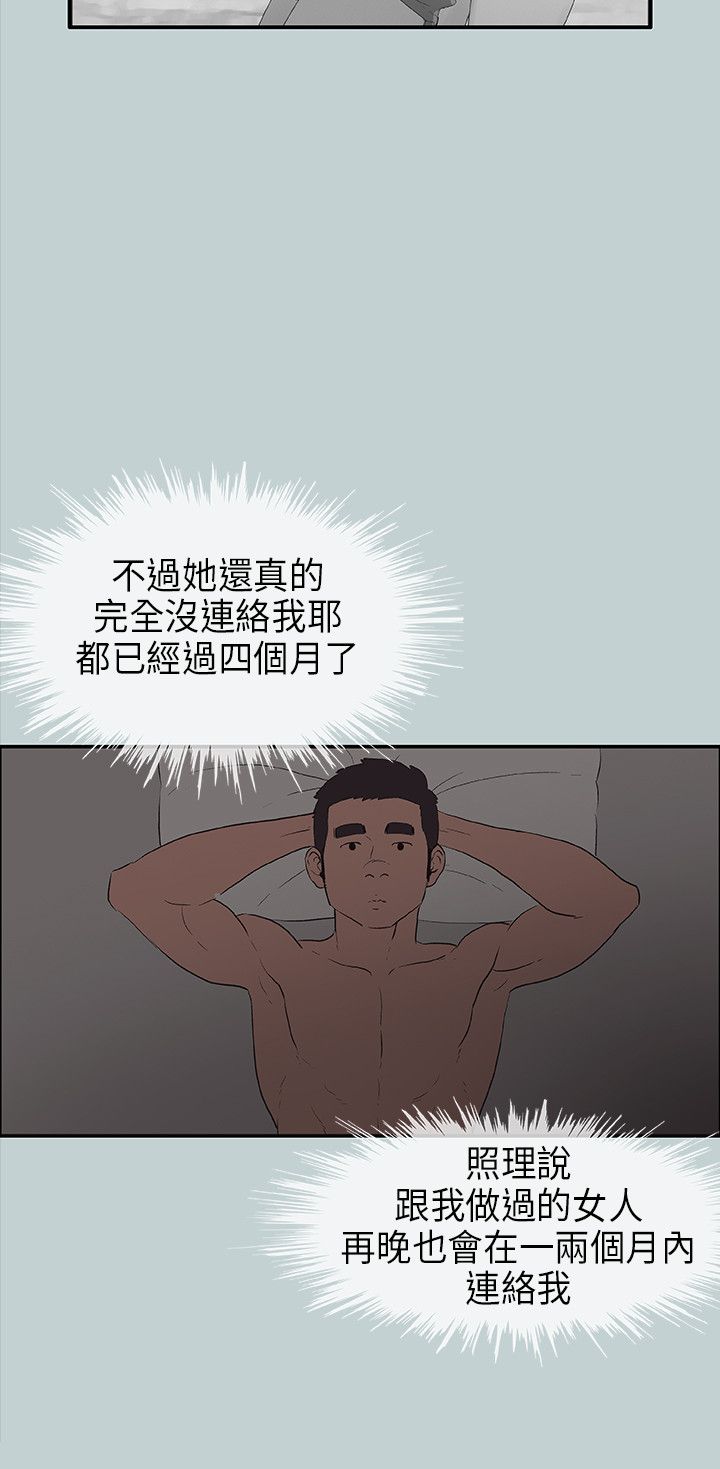 不過她還真的
完全沒連絡我耶
都已經過四個月了
照理說
跟我做過的女人
再晚也會在一兩個月內
連絡我